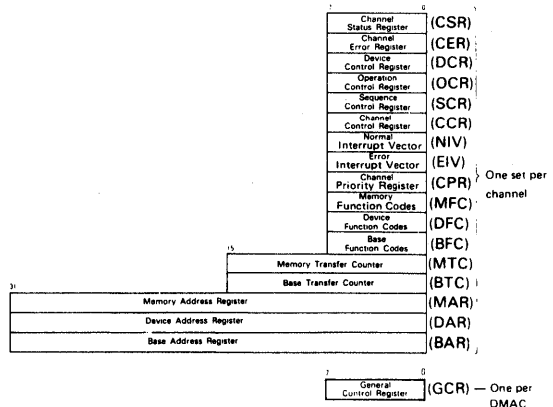 7 0
Channel
Status Register (CSR)
Channel
Error Register (CER)
Device
Control Register (DCR)
Operation
Control Register (OCR)
Sequence
Control Register (SCR)
Channel
Control Register (CCR)
Normal
Interrupt Vector (NIV)
Error
Interrupt Vector (EIV)
Channel
Priority Register (CPR)
One set per
channel
Memory
Function Codes (MFC)
Device
Function Codes (DFC)
Base
Function Codes (BFC)
15
Memory Transfer Counter (MTC)
Base Transfer Counter (BTC)
31
Memory Address Register (MAR)
Device Address Register (DAR)
Base Address Register (BAR)
7 0
General
Control Register (GCR) — One per
DMAC